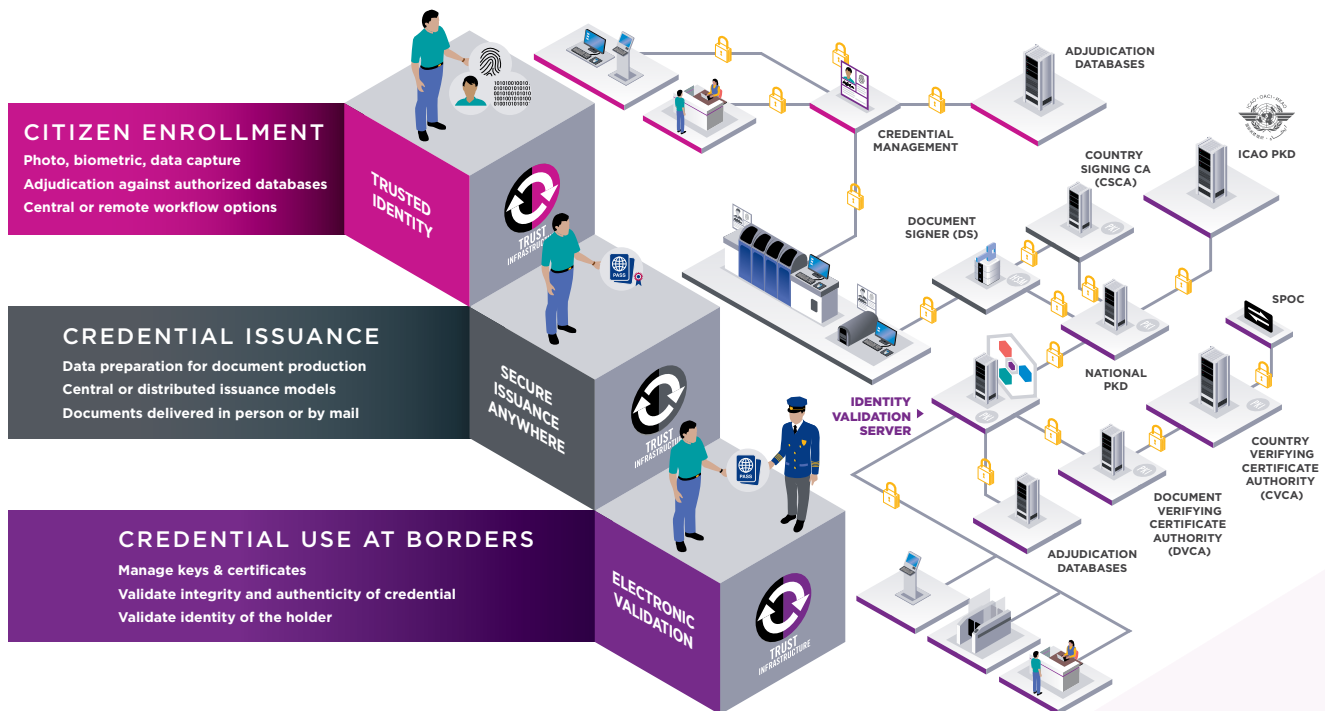 CITIZEN ENROLLMENT
Photo, biometric, data capture
Adjudication against authorized databases
Central or remote workflow options
TRUSTED
IDENTITY
TRUST
INFRASTRUCTURE
010100100010
0101001010101
0010100101010
1001001010100
0100101010101
CREDENTIAL ISSUANCE
Data preparation for document production
Central or distributed issuance models
Documents delivered in person or by mail
SECURE
ISSUANCE
ANYWHERE
TRUST
INFRASTRUCTURE
PASS
CREDENTIAL USE AT BORDERS
Manage keys & certificates
Validate integrity and authenticity of credential
Validate identity of the holder
ELECTRONIC
VALIDATION
TRUST
INFRASTRUCTURE
PASS
ADJUDICATION
DATABASES
CREDENTIAL
MANAGEMENT
ICAO PKD
COUNTRY
SIGNING CA
(CSCA)
DOCUMENT
SIGNER (DS)
SPOC
NATIONAL
PKD
IDENTITY
VALIDATION
SERVER
COUNTRY
VERIFYING
CERTIFICATE
AUTHORITY
(CVCA)
DOCUMENT
VERIFYING
CERTIFICATE
AUTHORITY
(DVCA)
ADJUDICATION
DATABASES